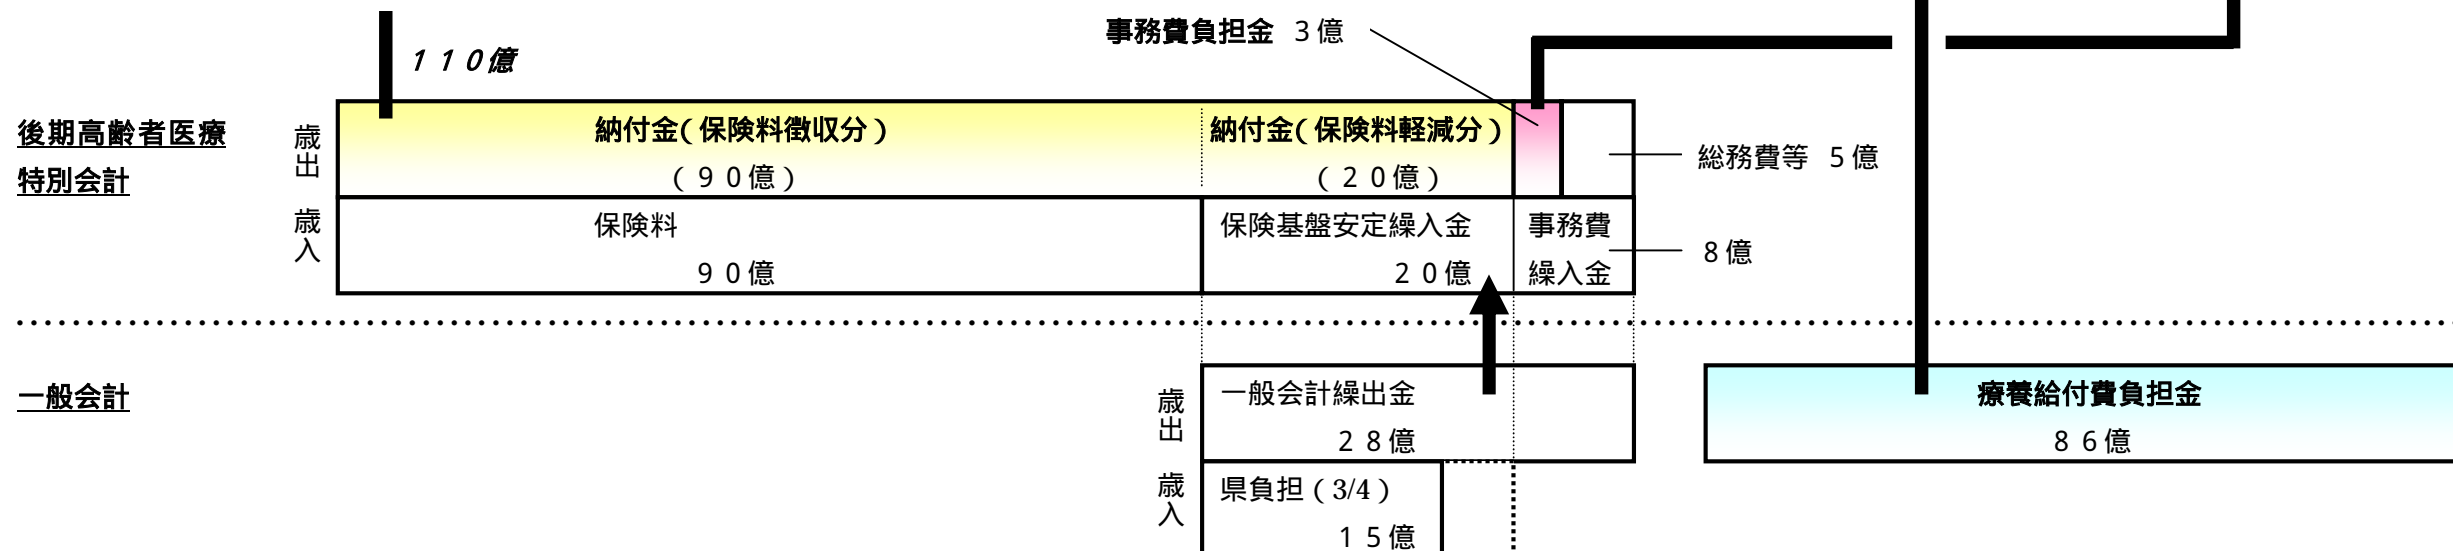 事務費負担金 3億
１１０億
後期高齢者医療
特別会計
歳出
納付金(保険料徴収分)
(９０億)
納付金(保険料軽減分)
(２０億)
総務費等 5億
歳入
保険料
９０億
保険基盤安定繰入金
２０億
事務費
繰入金
8億
一般会計
歳出
一般会計繰出金
２８億
療養給付費負担金
８６億
歳入
県負担(3/4)
１５億